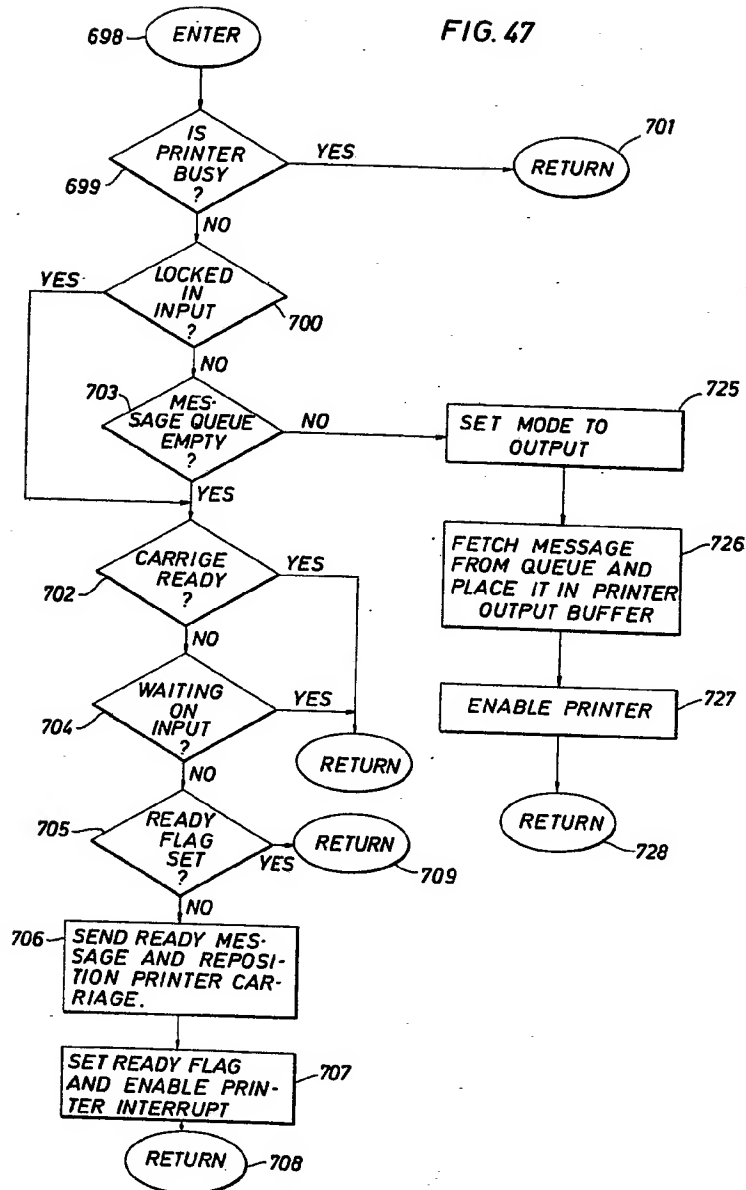 FIG. 47
698
ENTER
IS
PRINTER
BUSY
?
699
YES
701
RETURN
NO
YES
LOCKED
IN
INPUT
?
700
NO
703
MES-
SAGE QUEUE
EMPTY
?
NO
725
SET MODE TO
OUTPUT
YES
CARRIGE
READY
?
702
YES
FETCH MESSAGE
FROM QUEUE AND
PLACE IT IN PRINTER
OUTPUT BUFFER
726
NO
WAITING
ON
INPUT
?
704
YES
ENABLE PRINTER
727
RETURN
NO
705
READY
FLAG
SET
?
YES
RETURN
709
RETURN
728
NO
706
SEND READY MES-
SAGE AND REPOSI-
TION PRINTER CAR-
RIAGE.
SET READY FLAG
AND ENABLE PRIN-
TER INTERRUPT
707
RETURN
708